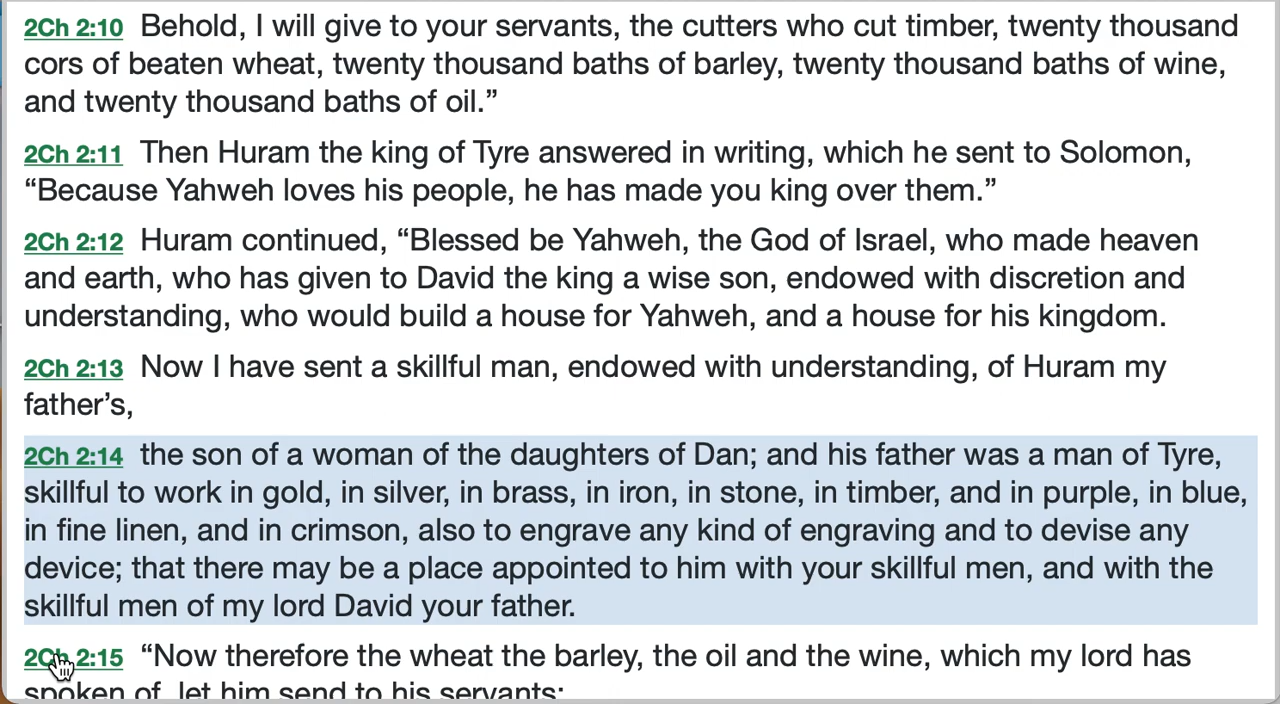 2Ch 2:10 Behold, I will give to your servants, the cutters who cut timber, twenty thousand
cors of beaten wheat, twenty thousand baths of barley, twenty thousand baths of wine,
and twenty thousand baths of oil.”
2Ch 2:11 Then Huram the king of Tyre answered in writing, which he sent to Solomon,
“Because Yahweh loves his people, he has made you king over them.”
2Ch 2:12 Huram continued, “Blessed be Yahweh, the God of Israel, who made heaven
and earth, who has given to David the king a wise son, endowed with discretion and
understanding, who would build a house for Yahweh, and a house for his kingdom.
2Ch 2:13 Now I have sent a skillful man, endowed with understanding, of Huram my
father’s,
2Ch 2:14 the son of a woman of the daughters of Dan; and his father was a man of Tyre,
skillful to work in gold, in silver, in brass, in iron, in stone, in timber, and in purple, in blue,
in fine linen, and in crimson, also to engrave any kind of engraving and to devise any
device; that there may be a place appointed to him with your skillful men, and with the
skillful men of my lord David your father.
2Ch 2:15 “Now therefore the wheat the barley, the oil and the wine, which my lord has
spoken of, let him send to his servants;